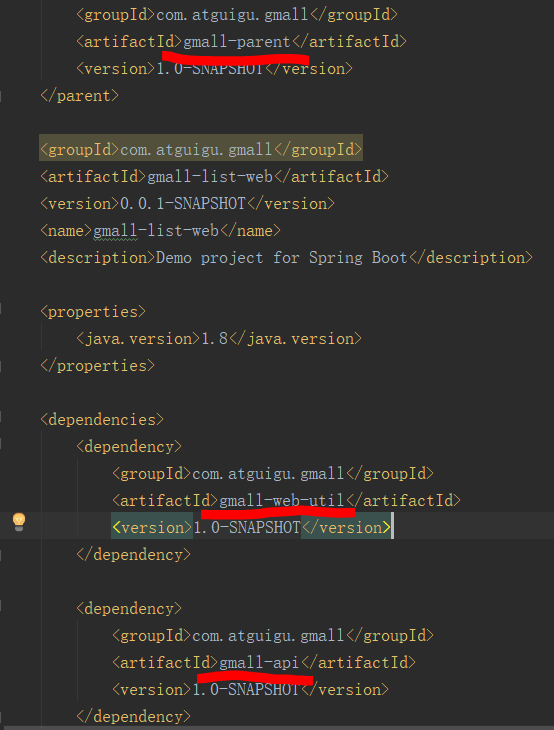 <groupId>com.atguigu.gmall</groupId>
<artifactId>gmall-parent</artifactId>
<version>1.0-SNAPSHOT</version>
</parent>
<groupId>com.atguigu.gmall</groupId>
<artifactId>gmall-list-web</artifactId>
<version>0.0.1-SNAPSHOT</version>
<name>gmall-list-web</name>
<description>Demo project for Spring Boot</description>
<properties>
<java.version>1.8</java.version>
</properties>
<dependencies>
<dependency>
<groupId>com.atguigu.gmall</groupId>
<artifactId>gmall-web-util</artifactId>
<version>1.0-SNAPSHOT</version>
</dependency>
<dependency>
<groupId>com.atguigu.gmall</groupId>
<artifactId>gmall-api</artifactId>
<version>1.0-SNAPSHOT</version>
</dependency>